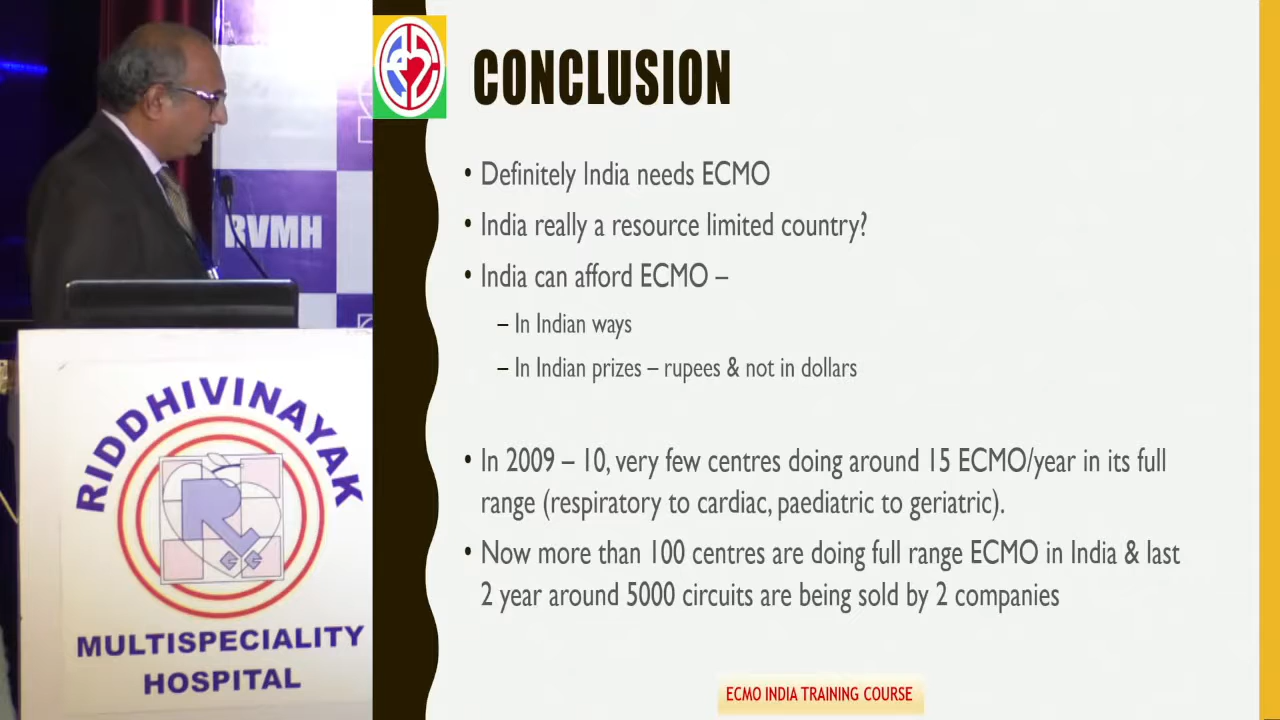 CONCLUSION
• Definitely India needs ECMO
• India really a resource limited country?
• India can afford ECMO –
– In Indian ways
– In Indian prizes – rupees & not in dollars
• In 2009 – 10, very few centres doing around 15 ECMO/year in its full
range (respiratory to cardiac, paediatric to geriatric).
• Now more than 100 centres are doing full range ECMO in India & last
2 year around 5000 circuits are being sold by 2 companies
ECMO INDIA TRAINING COURSE
RVMH
RIDDHIVINAYAK
MULTISPECIALITY
HOSPITAL